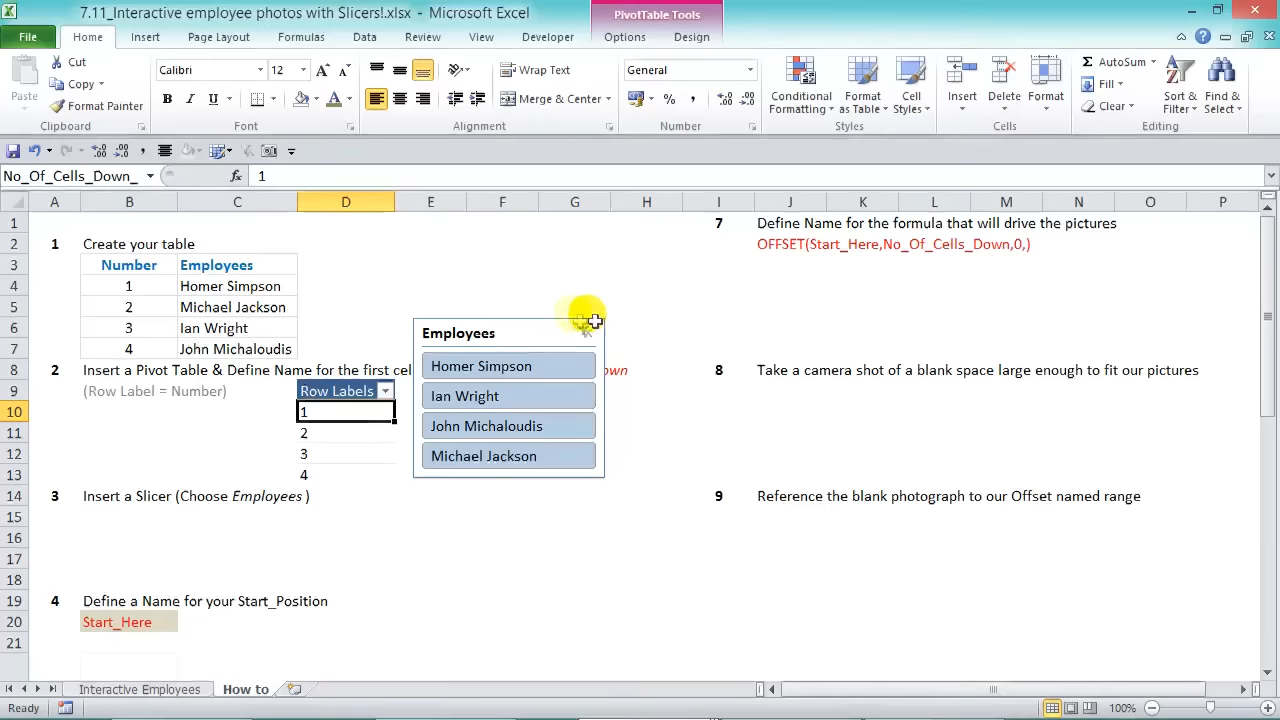 7.11_Interactive employee photos with Slicers!.xlsx - Microsoft Excel
PivotTable Tools
File Home Insert Page Layout Formulas Data Review View Developer Options Design
Paste
Cut
Copy
Format Painter
Calibri 12
B I U A
Wrap Text
Merge & Center
General
% ,
Conditional Formatting
Format as Table
Cell Styles
Insert
Delete
Format
AutoSum
Fill
Clear
Sort & Filter
Find & Select
Clipboard Font Alignment Number Styles Cells Editing
No_Of_Cells_Down_ fx 1
A B C D E F G H I J K L M N O P
1 7 Define Name for the formula that will drive the pictures
2 1 Create your table OFFSET(Start_Here,No_Of_Cells_Down,0,)
3 Number Employees
4 1 Homer Simpson
5 2 Michael Jackson
6 3 Ian Wright
7 4 John Michaloudis
8 2 Insert a Pivot Table & Define Name for the first cel own 8 Take a camera shot of a blank space large enough to fit our pictures
9 (Row Label = Number) Row Labels
10 1
11 2
12 3
13 4
Employees
Homer Simpson
Ian Wright
John Michaloudis
Michael Jackson
14 3 Insert a Slicer (Choose Employees ) 9 Reference the blank photograph to our Offset named range
15
16
17
18
19 4 Define a Name for your Start_Position
20 Start_Here
21
Interactive Employees How to
Ready 100%